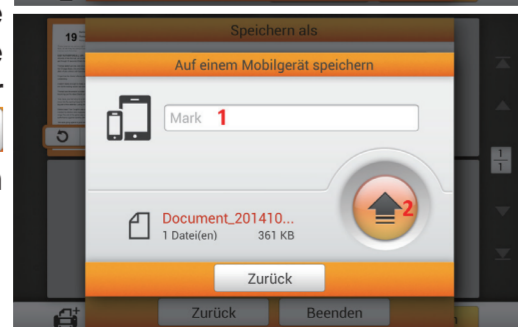 19
Speichern als
Auf einem Mobilgerät speichern
Mark 1
2
Document_201410...
1 Datei(en) 361 KB
Zurück
Zurück Beenden
1
1